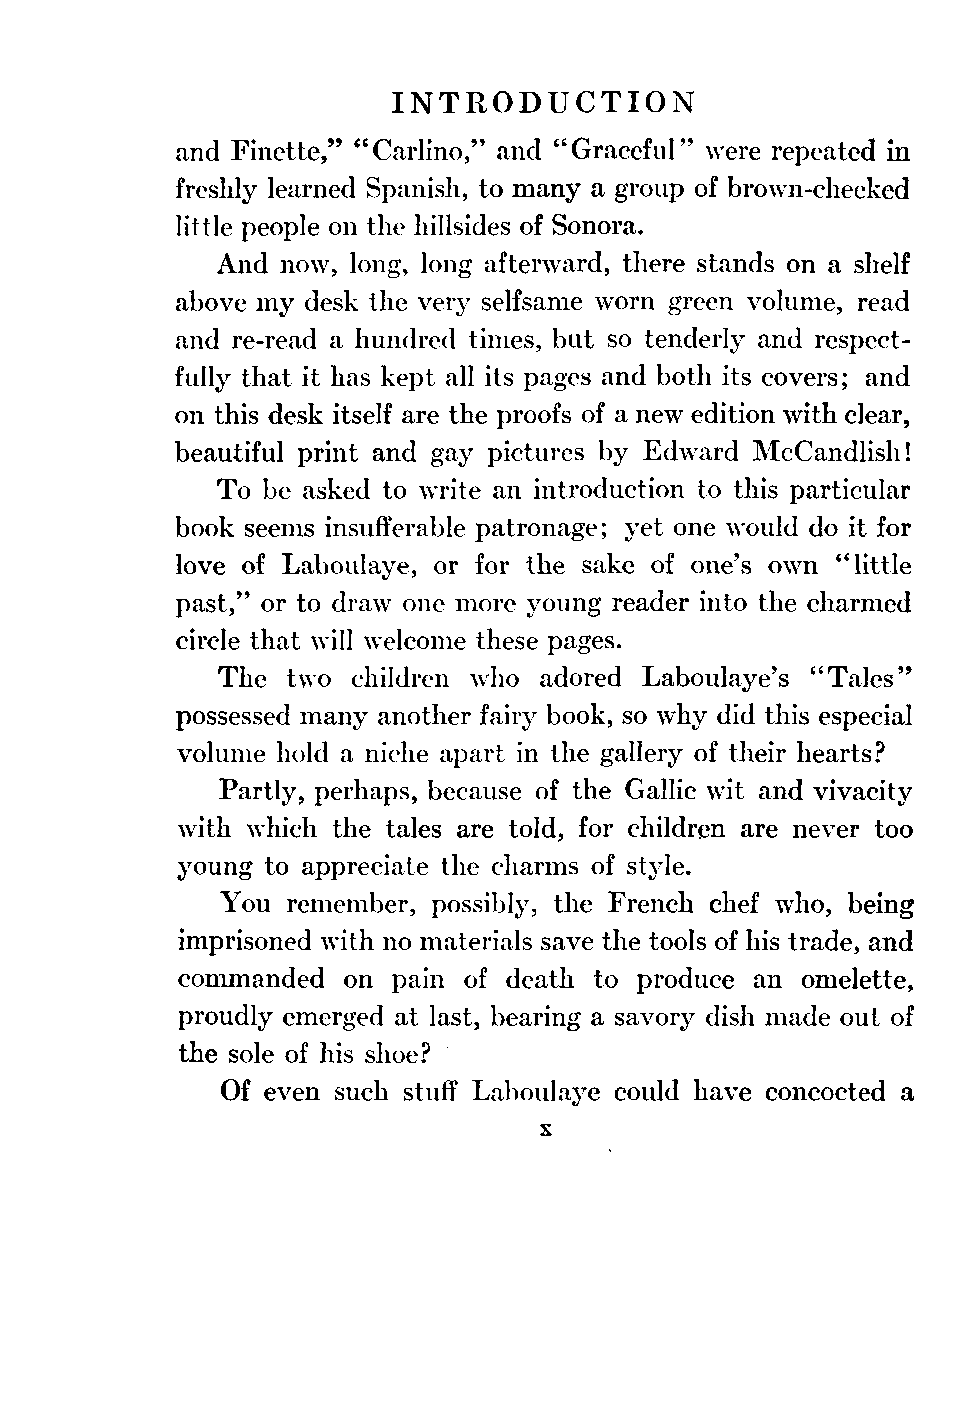 INTRODUCTION
and Finette,” “Carlino,” and “Graceful” were repeated in
freshly learned Spanish, to many a group of brown-cheeked
little people on the hillsides of Sonora.
And now, long, long afterward, there stands on a shelf
above my desk the very selfsame worn green volume, read
and re-read a hundred times, but so tenderly and respect-
fully that it has kept all its pages and both its covers; and
on this desk itself are the proofs of a new edition with clear,
beautiful print and gay pictures by Edward McCandlish!
To be asked to write an introduction to this particular
book seems insufferable patronage; yet one would do it for
love of Laboulaye, or for the sake of one’s own “little
past,” or to draw one more young reader into the charmed
circle that will welcome these pages.
The two children who adored Laboulaye’s “Tales”
possessed many another fairy book, so why did this especial
volume hold a niche apart in the gallery of their hearts?
Partly, perhaps, because of the Gallic wit and vivacity
with which the tales are told, for children are never too
young to appreciate the charms of style.
You remember, possibly, the French chef who, being
imprisoned with no materials save the tools of his trade, and
commanded on pain of death to produce an omelette,
proudly emerged at last, bearing a savory dish made out of
the sole of his shoe?
Of even such stuff Laboulaye could have concocted a
x